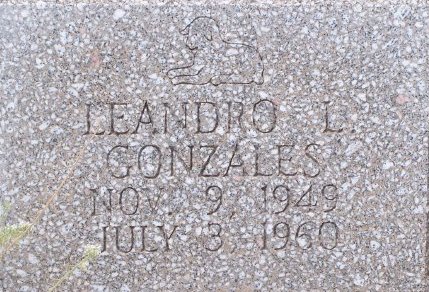 LEANDRO L.
GONZALES
NOV. 9, 1949
JULY 3, 1960